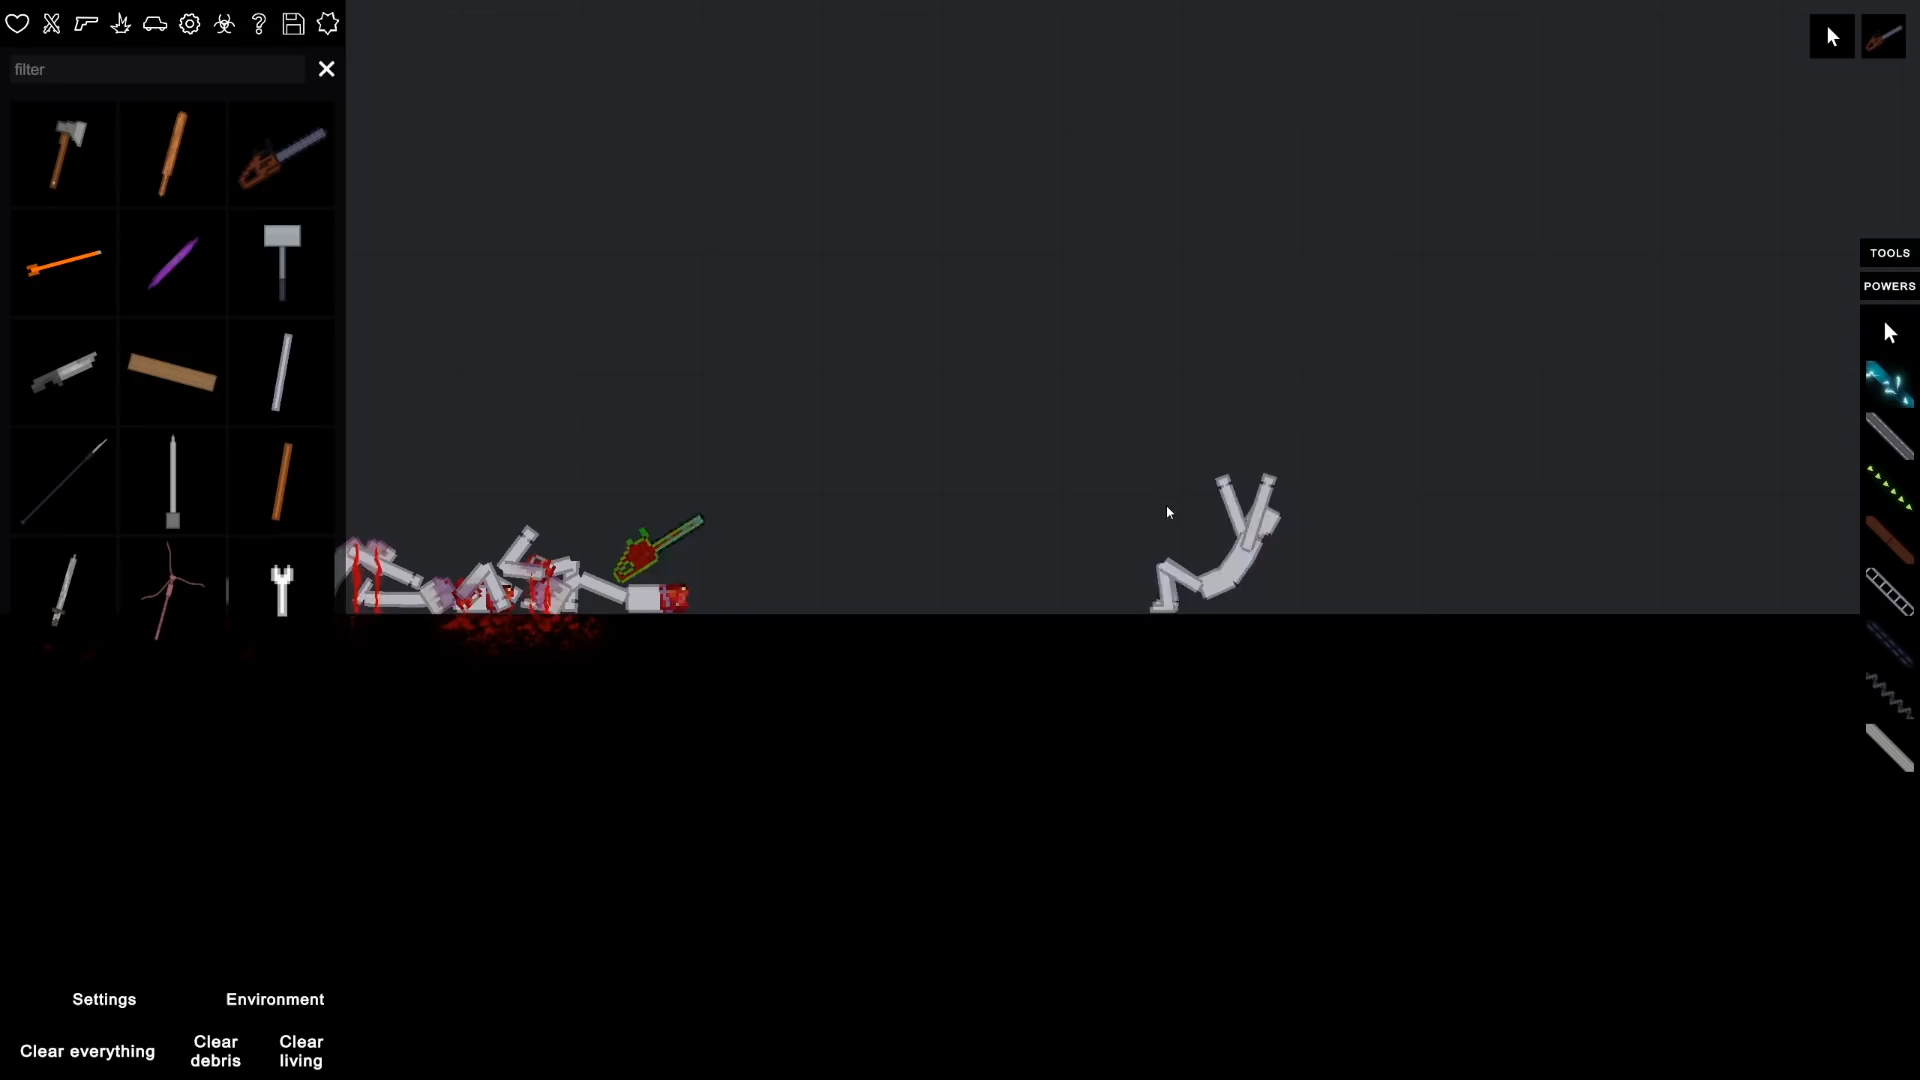 filter
TOOLS
POWERS
Settings
Environment
Clear everything
Clear
debris
Clear
living